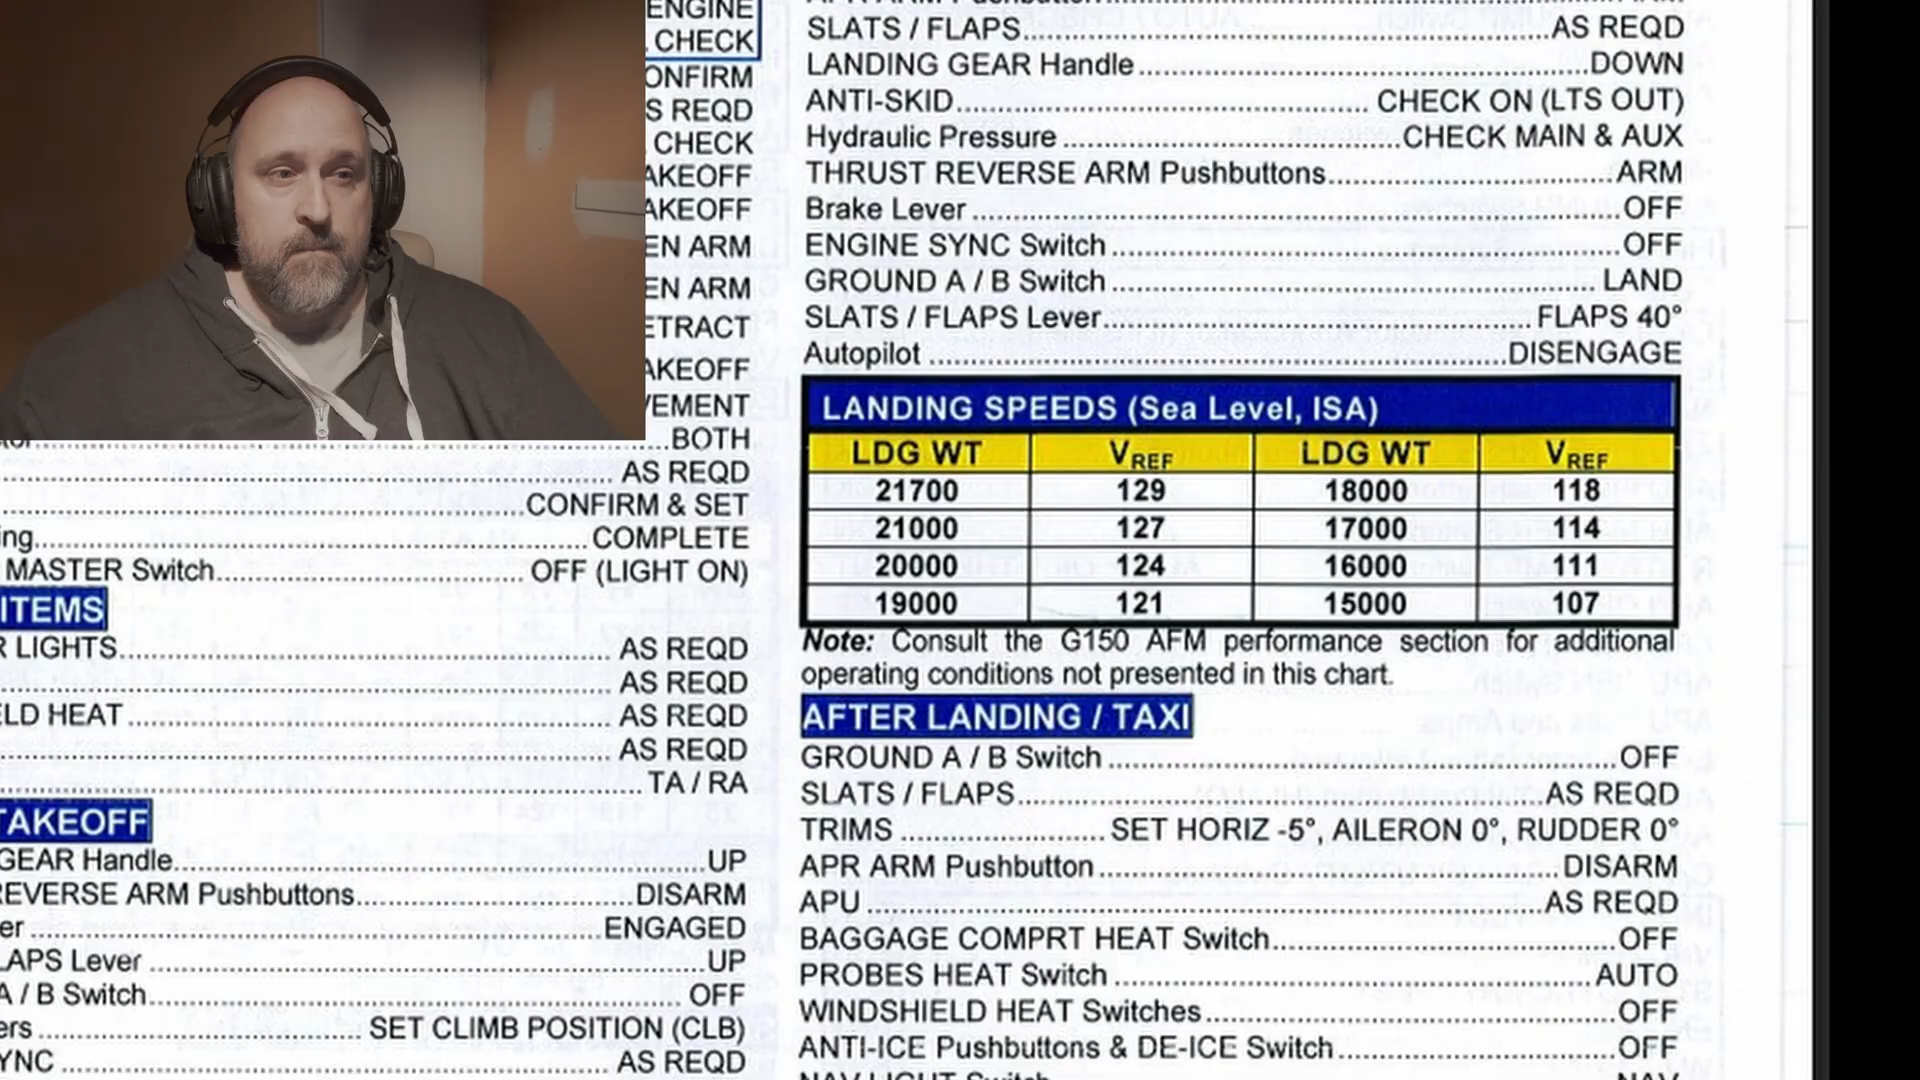 ENGINE
CHECK
ONFIRM
S REQD
CHECK
AKEOFF
AKEOFF
EN ARM
EN ARM
ETRACT
AKEOFF
VEMENT
BOTH
AS REQD
CONFIRM & SET
ing COMPLETE
MASTER Switch OFF (LIGHT ON)
ITEMS
R LIGHTS AS REQD
AS REQD
ELD HEAT AS REQD
AS REQD
TA / RA
TAKEOFF
GEAR Handle UP
REVERSE ARM Pushbuttons DISARM
er ENGAGED
LAPS Lever UP
A / B Switch OFF
ers SET CLIMB POSITION (CLB)
YNC AS REQD
SLATS / FLAPS AS REQD
LANDING GEAR Handle DOWN
ANTI-SKID CHECK ON (LTS OUT)
Hydraulic Pressure CHECK MAIN & AUX
THRUST REVERSE ARM Pushbuttons ARM
Brake Lever OFF
ENGINE SYNC Switch OFF
GROUND A / B Switch LAND
SLATS / FLAPS Lever FLAPS 40°
Autopilot DISENGAGE
LANDING SPEEDS (Sea Level, ISA)
LDG WT VREF LDG WT VREF
21700 129 18000 118
21000 127 17000 114
20000 124 16000 111
19000 121 15000 107
Note: Consult the G150 AFM performance section for additional
operating conditions not presented in this chart.
AFTER LANDING / TAXI
GROUND A / B Switch OFF
SLATS / FLAPS AS REQD
TRIMS SET HORIZ -5°, AILERON 0°, RUDDER 0°
APR ARM Pushbutton DISARM
APU AS REQD
BAGGAGE COMPRT HEAT Switch OFF
PROBES HEAT Switch AUTO
WINDSHIELD HEAT Switches OFF
ANTI-ICE Pushbuttons & DE-ICE Switch OFF
NAV LIGHT Switch NAV